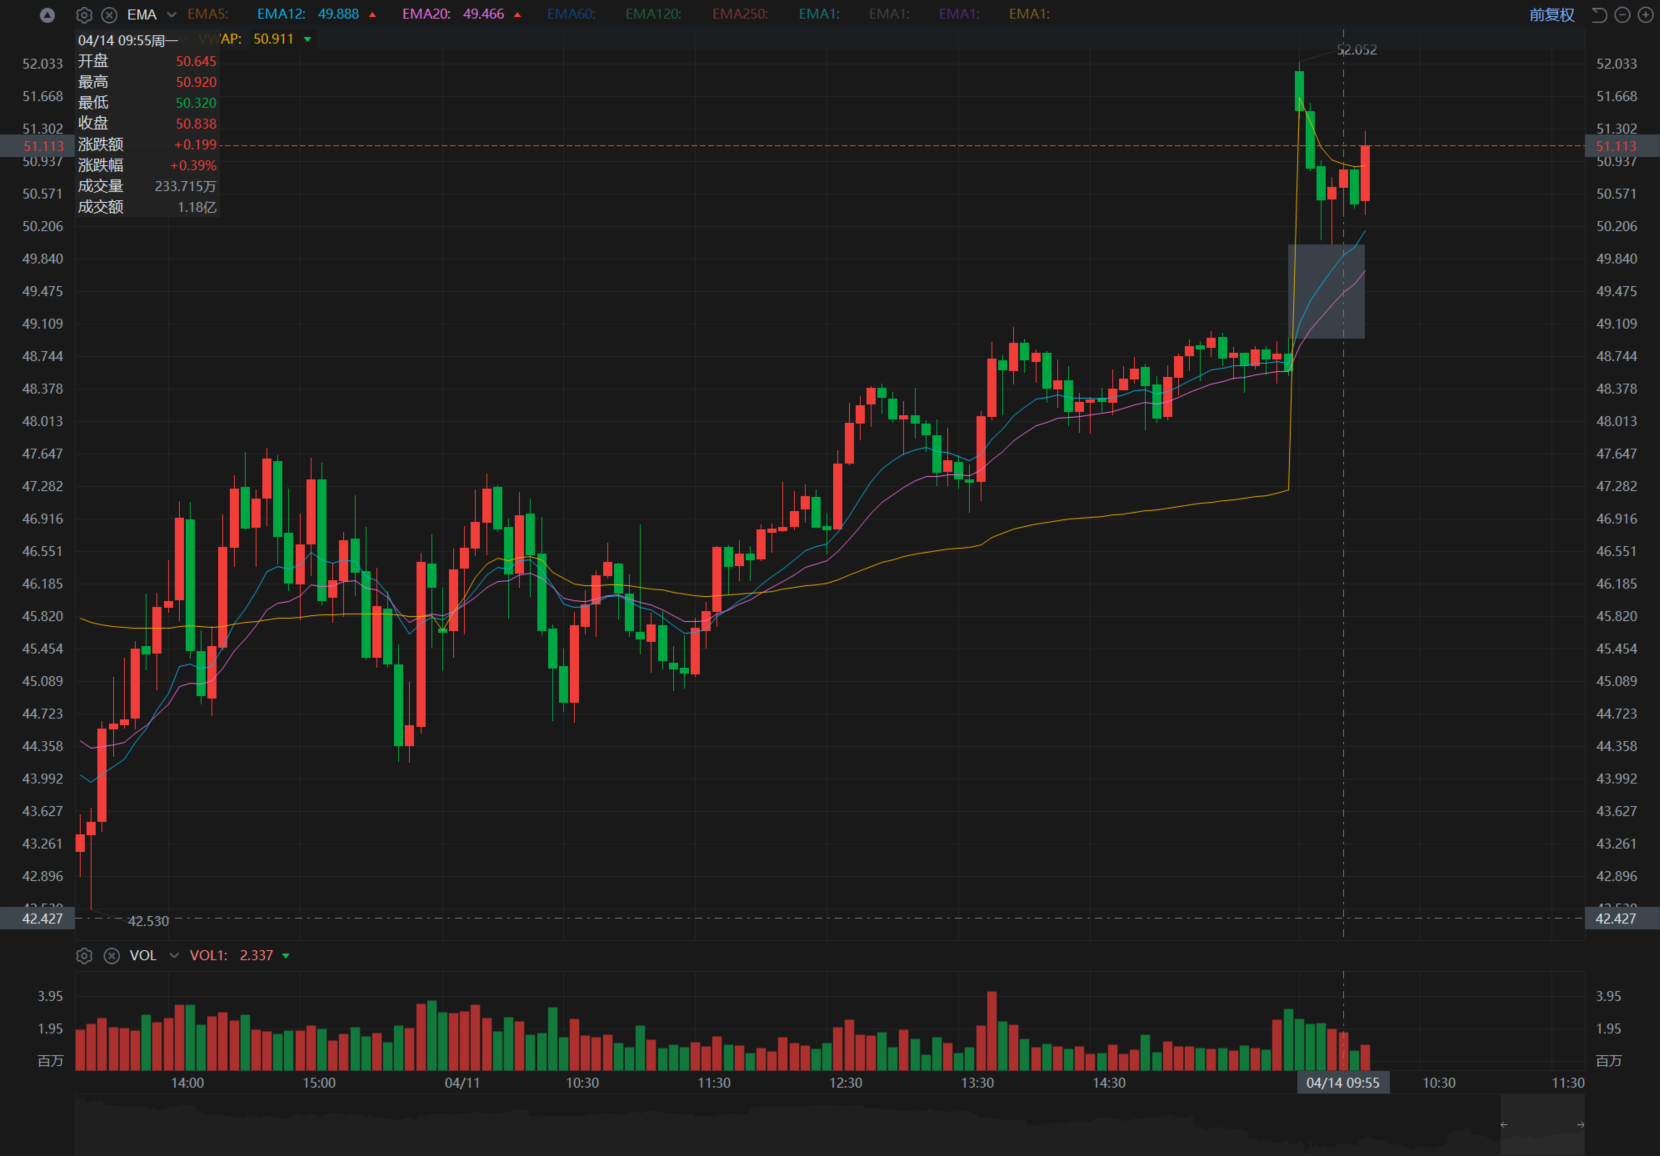 EMA EMA5: EMA12: 49.888 EMA20: 49.466 EMA60: EMA120: EMA250: EMA1: EMA1: EMA1: EMA1: 前复权
04/14 09:55周一 VWAP: 50.911
开盘 50.645
最高 50.920
最低 50.320
收盘 50.838
涨跌额 +0.199
涨跌幅 +0.39%
成交量 233.715万
成交额 1.18亿
52.052
52.033 52.033
51.668 51.668
51.302 51.302
51.113 51.113
50.937 50.937
50.571 50.571
50.206 50.206
49.840 49.840
49.475 49.475
49.109 49.109
48.744 48.744
48.378 48.378
48.013 48.013
47.647 47.647
47.282 47.282
46.916 46.916
46.551 46.551
46.185 46.185
45.820 45.820
45.454 45.454
45.089 45.089
44.723 44.723
44.358 44.358
43.992 43.992
43.627 43.627
43.261 43.261
42.896 42.896
42.427 42.530 42.427
VOL VOL1: 2.337
3.95 3.95
1.95 1.95
百万 百万
14:00 15:00 04/11 10:30 11:30 12:30 13:30 14:30 04/14 09:55 10:30 11:30